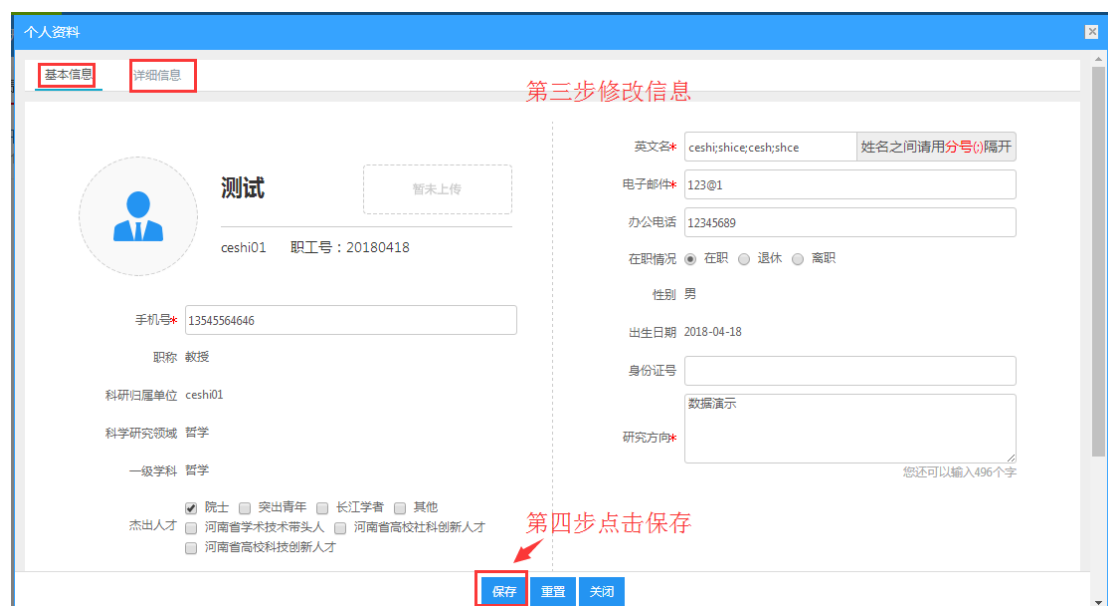 个人资料
基本信息
详细信息
第三步修改信息
测试
暂未上传
ceshi01 职工号：20180418
手机号* 13545564646
职称 教授
科研归属单位 ceshi01
科学研究领域 哲学
一级学科 哲学
杰出人才 院士 突出青年 长江学者 其他
河南省学术技术带头人 河南省高校社科创新人才
河南省高校科技创新人才
英文名* ceshi;shice;cesh;shce 姓名之间请用分号(;)隔开
电子邮件* 123@1
办公电话 12345689
在职情况 在职 退休 离职
性别 男
出生日期 2018-04-18
身份证号
研究方向* 数据演示
您还可以输入496个字
第四步点击保存
保存 重置 关闭